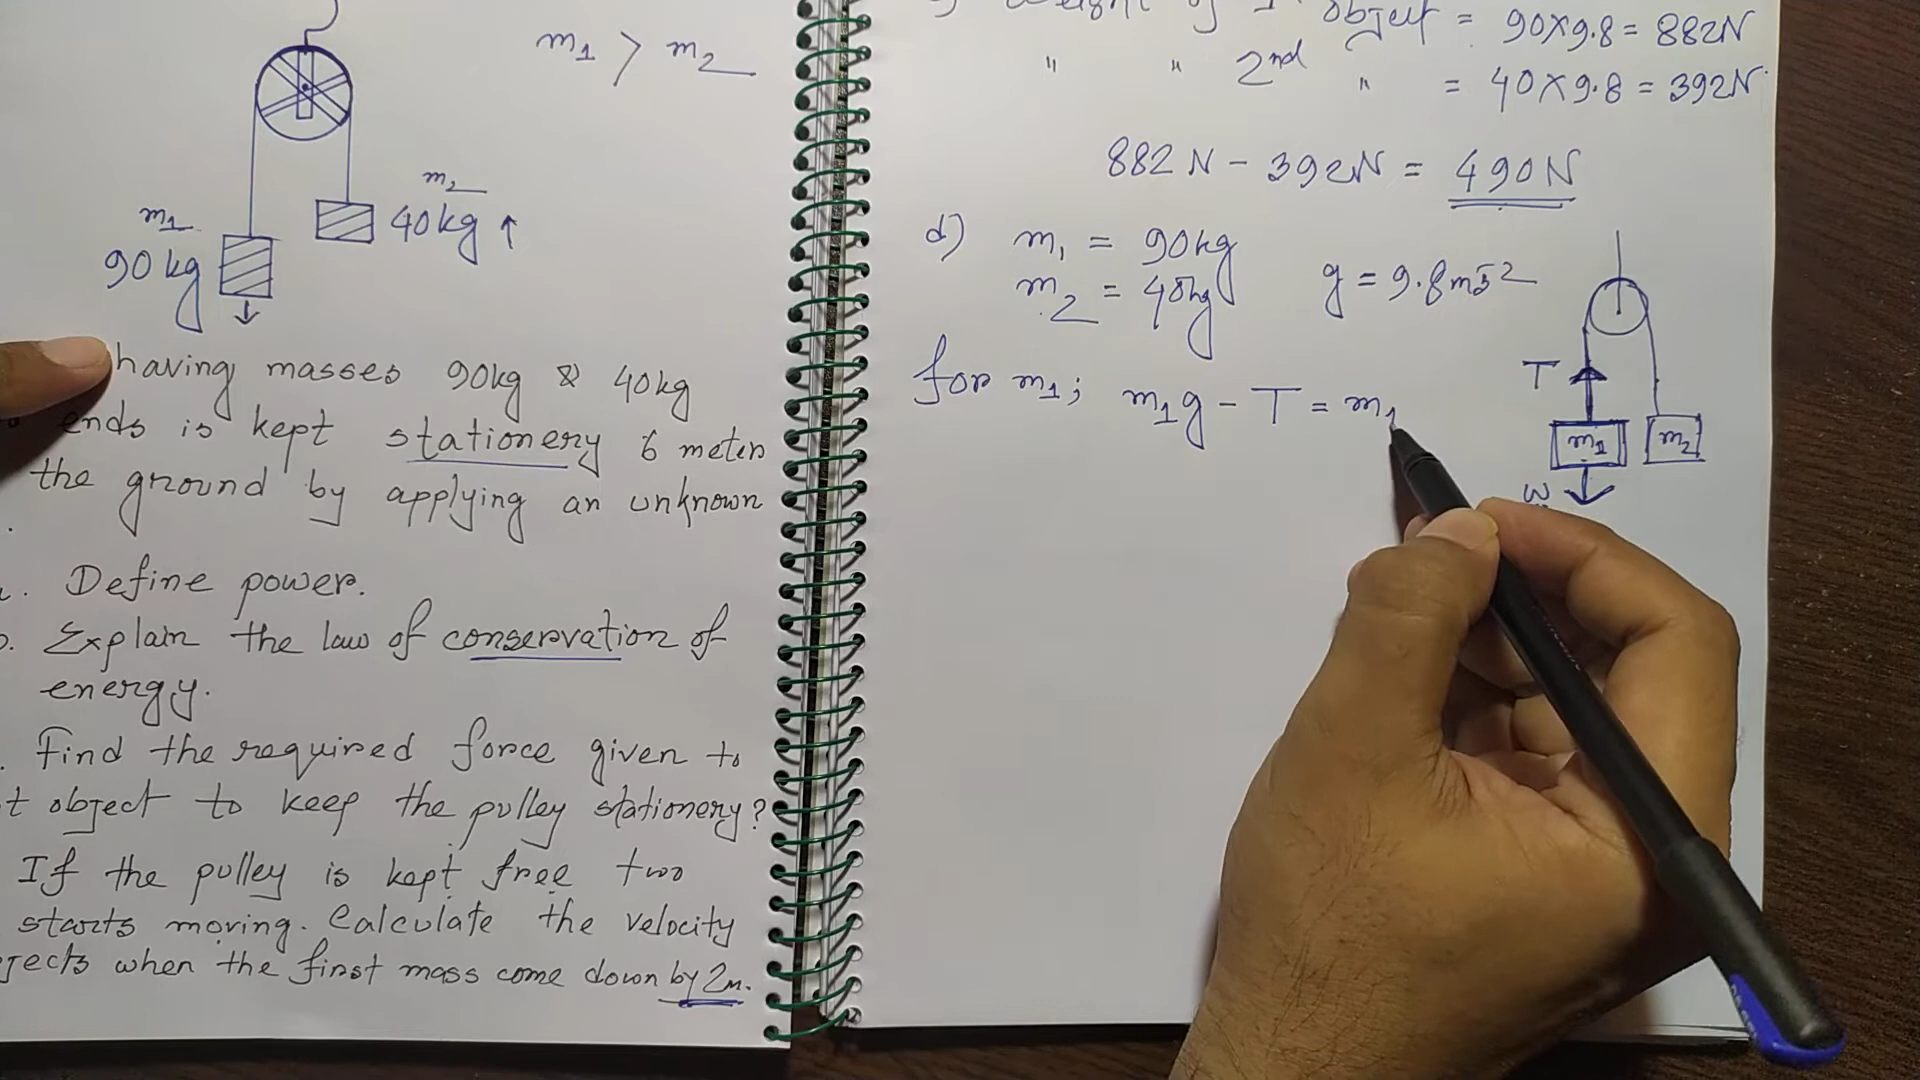 m1 > m2
m2
40kg ↑
m1
90 kg
having masses 90kg & 40kg
ends is kept stationery 6 meter
the ground by applying an unknown
Define power.
Explain the law of conservation of
energy.
Find the required force given to
object to keep the pulley stationery?
If the pulley is kept free two
starts moving. Calculate the velocity
when the first mass come down by 2m.
of 1 object = 90×9.8 = 882N
" " 2nd " = 40×9.8 = 392N
882 N - 392N = 490N
d) m1 = 90kg
m2 = 40kg g = 9.8ms-2
for m1; m1g - T = m1
T
m1 m2
W